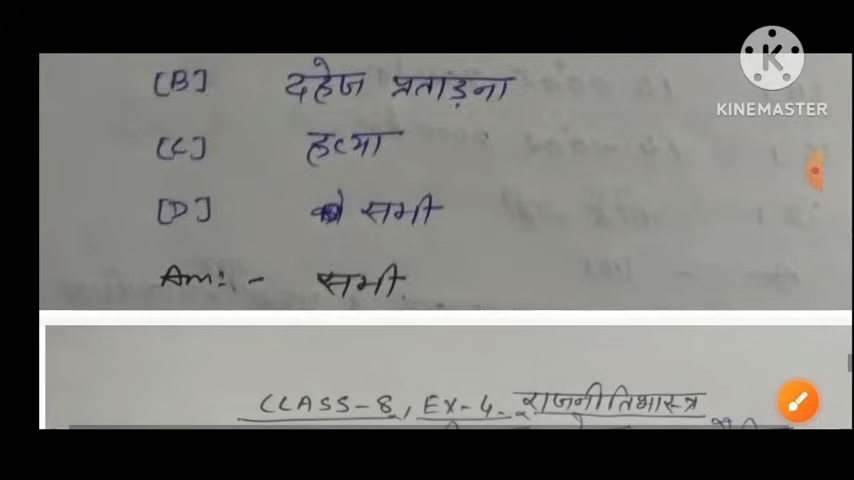 [B] दहेज प्रताड़ना
KINEMASTER
[C] हत्या
[D] सभी
Ans:- सभी
CLASS-8, EX-4. राजनीतिशास्त्र